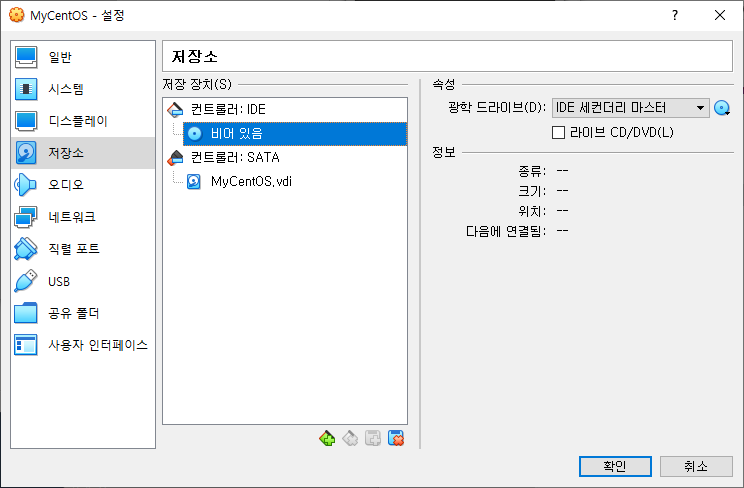 MyCentOS - 설정
일반
시스템
디스플레이
저장소
오디오
네트워크
직렬 포트
USB
공유 폴더
사용자 인터페이스
저장소
저장 장치(S)
컨트롤러: IDE
비어 있음
컨트롤러: SATA
MyCentOS.vdi
속성
광학 드라이브(D): IDE 세컨더리 마스터
라이브 CD/DVD(L)
정보
종류: --
크기: --
위치: --
다음에 연결됨: --
확인 취소